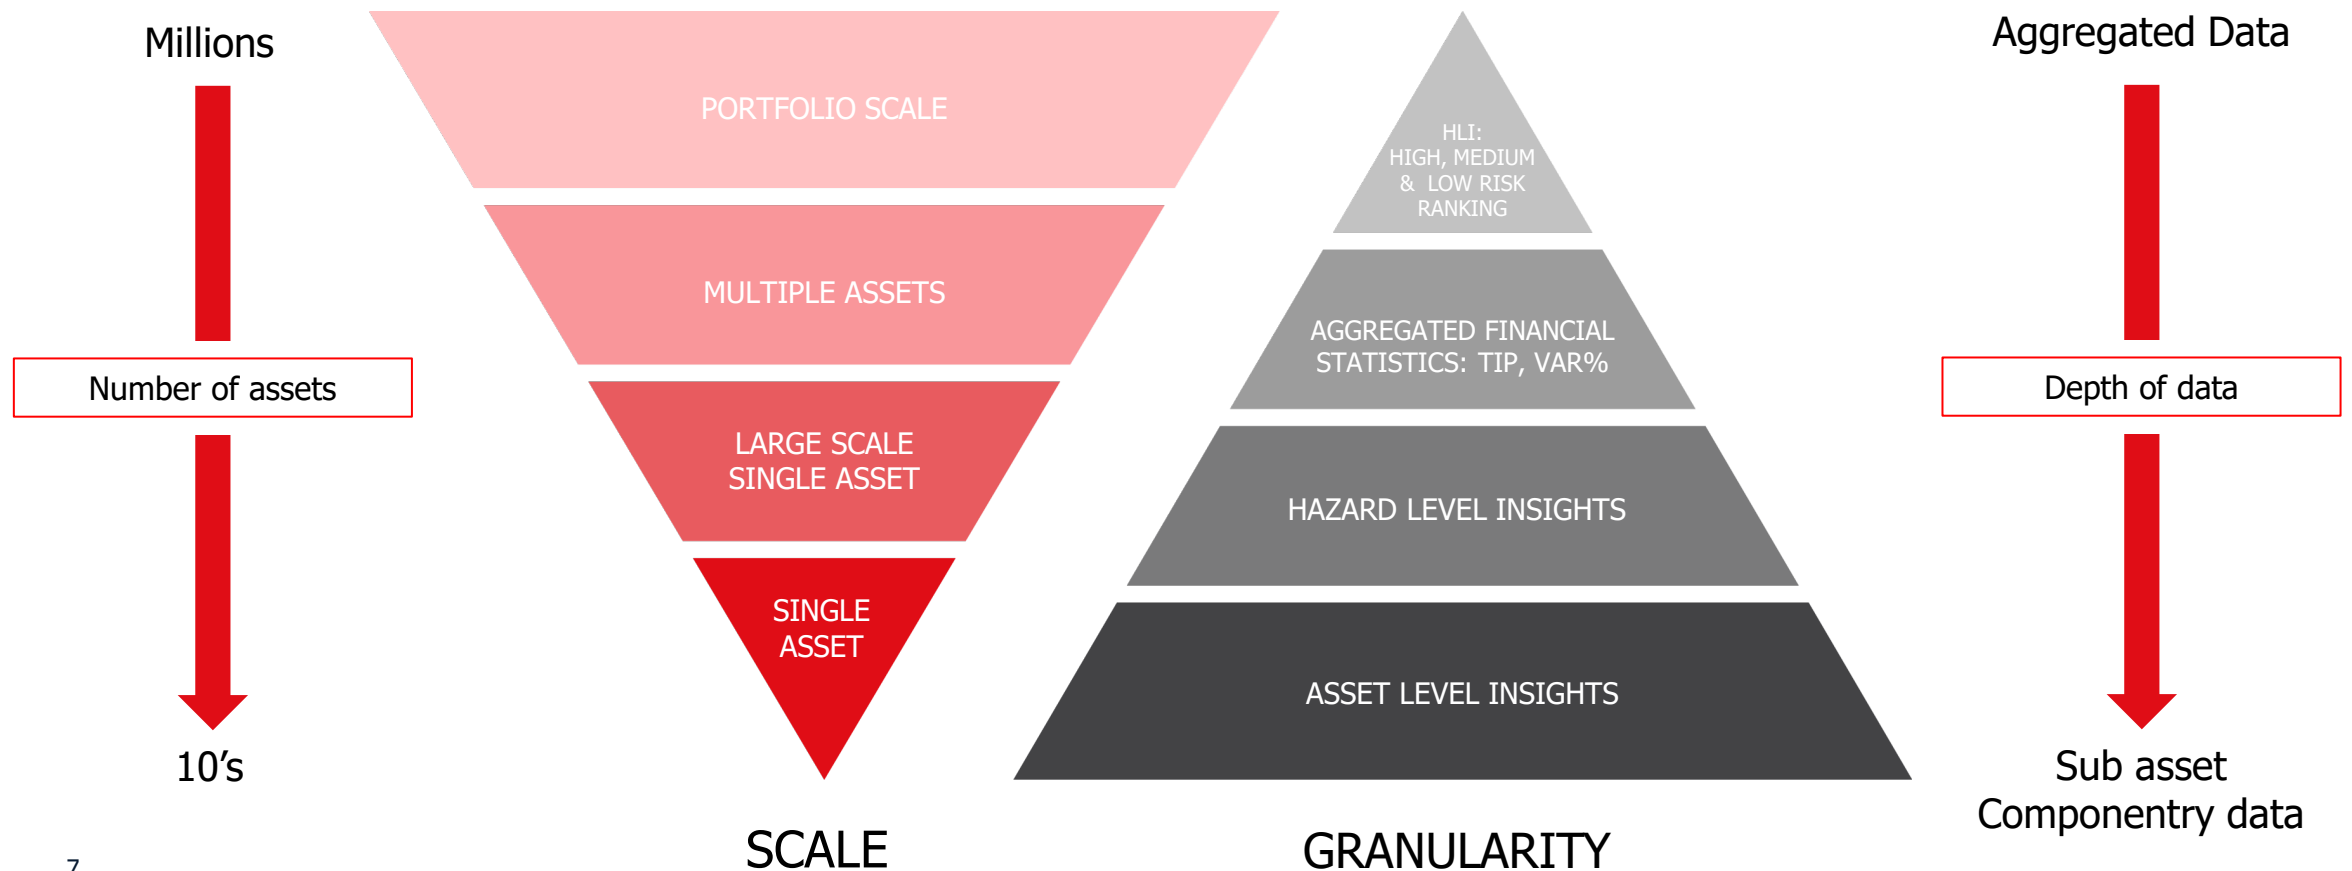 Millions
Number of assets
10’s
PORTFOLIO SCALE
MULTIPLE ASSETS
LARGE SCALE
SINGLE ASSET
SINGLE
ASSET
SCALE
HLI:
HIGH, MEDIUM
& LOW RISK
RANKING
AGGREGATED FINANCIAL
STATISTICS: TIP, VAR%
HAZARD LEVEL INSIGHTS
ASSET LEVEL INSIGHTS
GRANULARITY
Aggregated Data
Depth of data
Sub asset
Componentry data
7